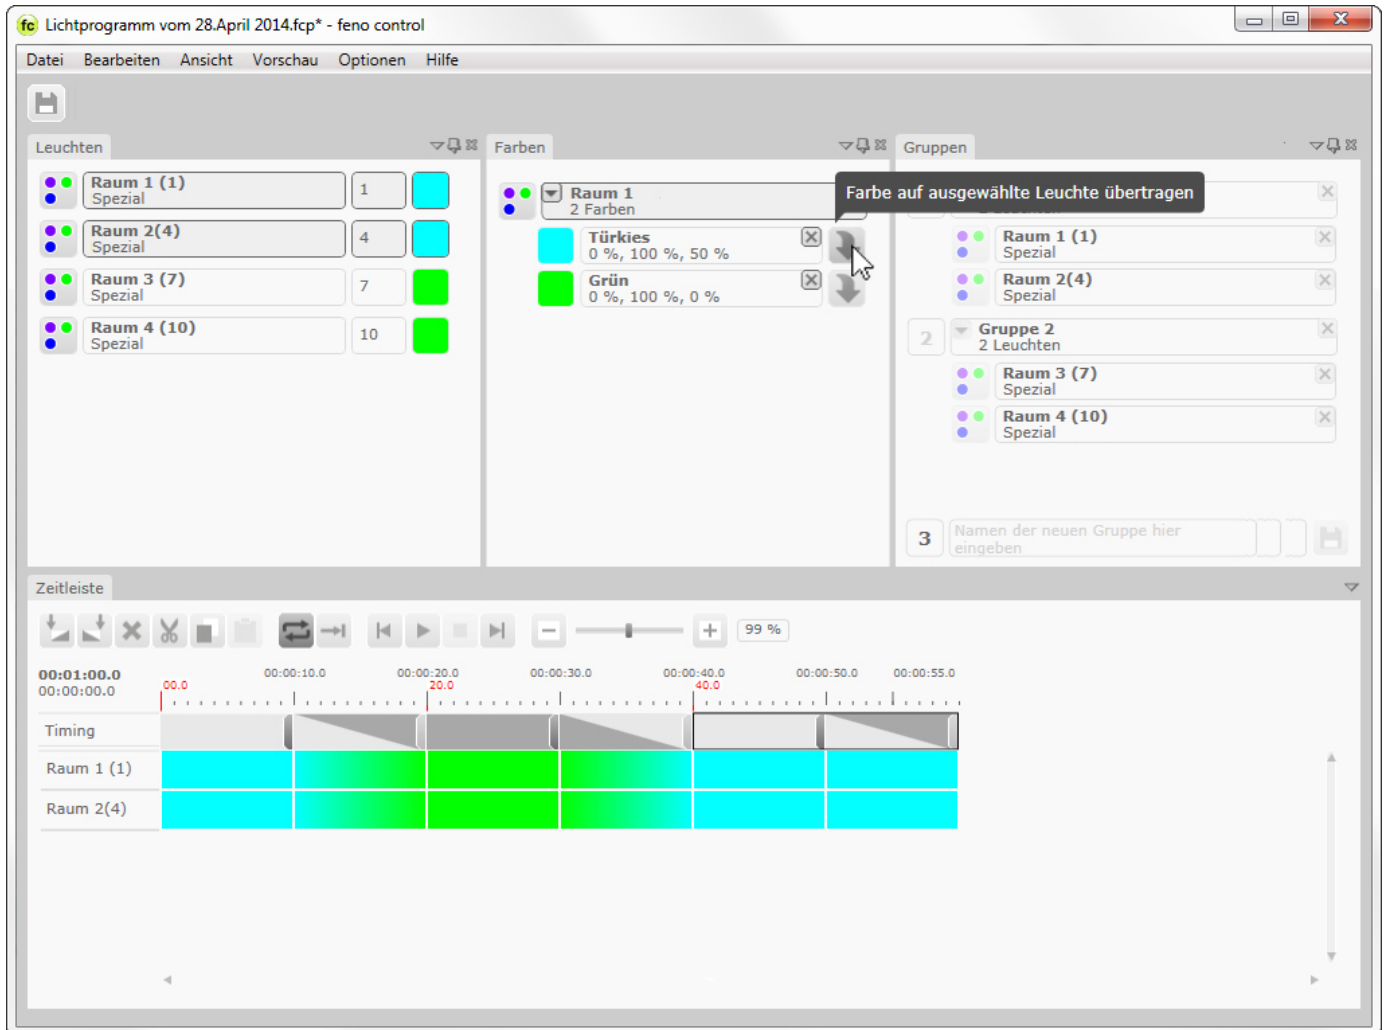 fc Lichtprogramm vom 28.April 2014.fcp* - feno control
Datei Bearbeiten Ansicht Vorschau Optionen Hilfe
Leuchten
Raum 1 (1)
Spezial
1
Raum 2(4)
Spezial
4
Raum 3 (7)
Spezial
7
Raum 4 (10)
Spezial
10
Farben
Raum 1
2 Farben
Türkies
0 %, 100 %, 50 %
Grün
0 %, 100 %, 0 %
Farbe auf ausgewählte Leuchte übertragen
Gruppen
2 Leuchten
Raum 1 (1)
Spezial
Raum 2(4)
Spezial
2
Gruppe 2
2 Leuchten
Raum 3 (7)
Spezial
Raum 4 (10)
Spezial
3
Namen der neuen Gruppe hier
eingeben
Zeitleiste
99 %
00:01:00.0
00:00:00.0
00:00:10.0 00:00:20.0 00:00:30.0 00:00:40.0 00:00:50.0 00:00:55.0
00.0 20.0 40.0
Timing
Raum 1 (1)
Raum 2(4)